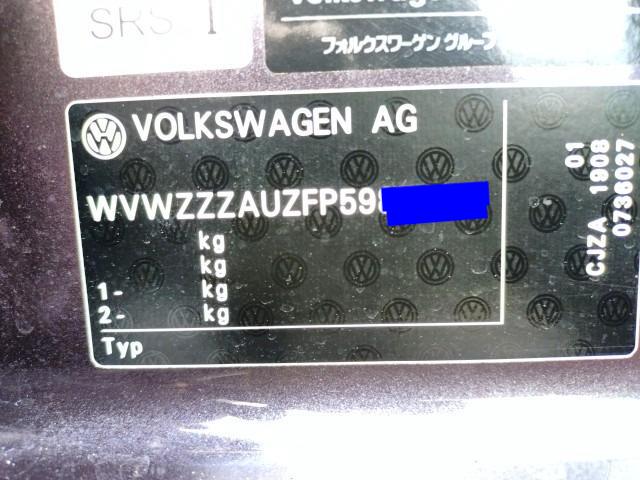 SRS
フォルクスワーゲン グループ
VOLKSWAGEN AG
WVWZZZAUZFP59
kg
kg
1- kg
2- kg
Typ
01
CJZA 1908
0736027